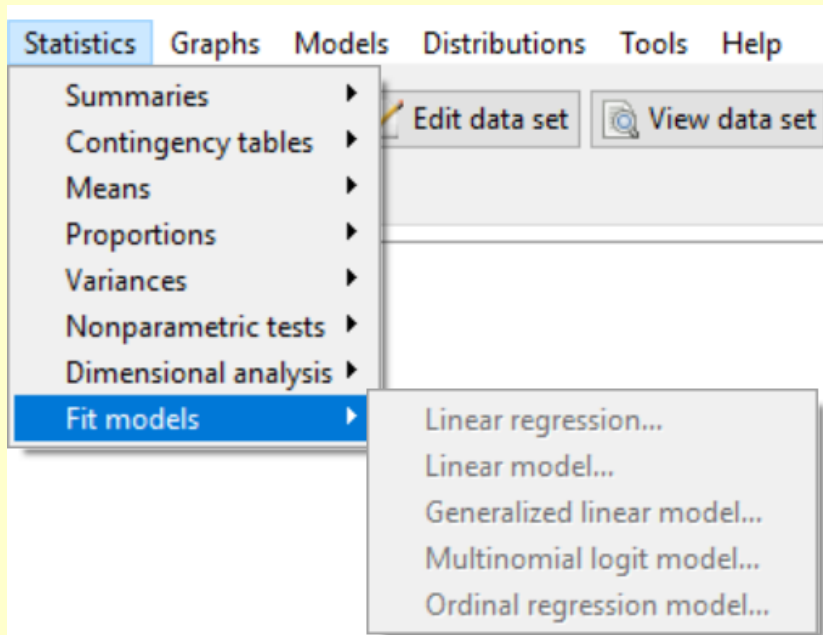 Statistics Graphs Models Distributions Tools Help
Summaries
Edit data set View data set
Contingency tables
Means
Proportions
Variances
Nonparametric tests
Dimensional analysis
Fit models
Linear regression...
Linear model...
Generalized linear model...
Multinomial logit model...
Ordinal regression model...